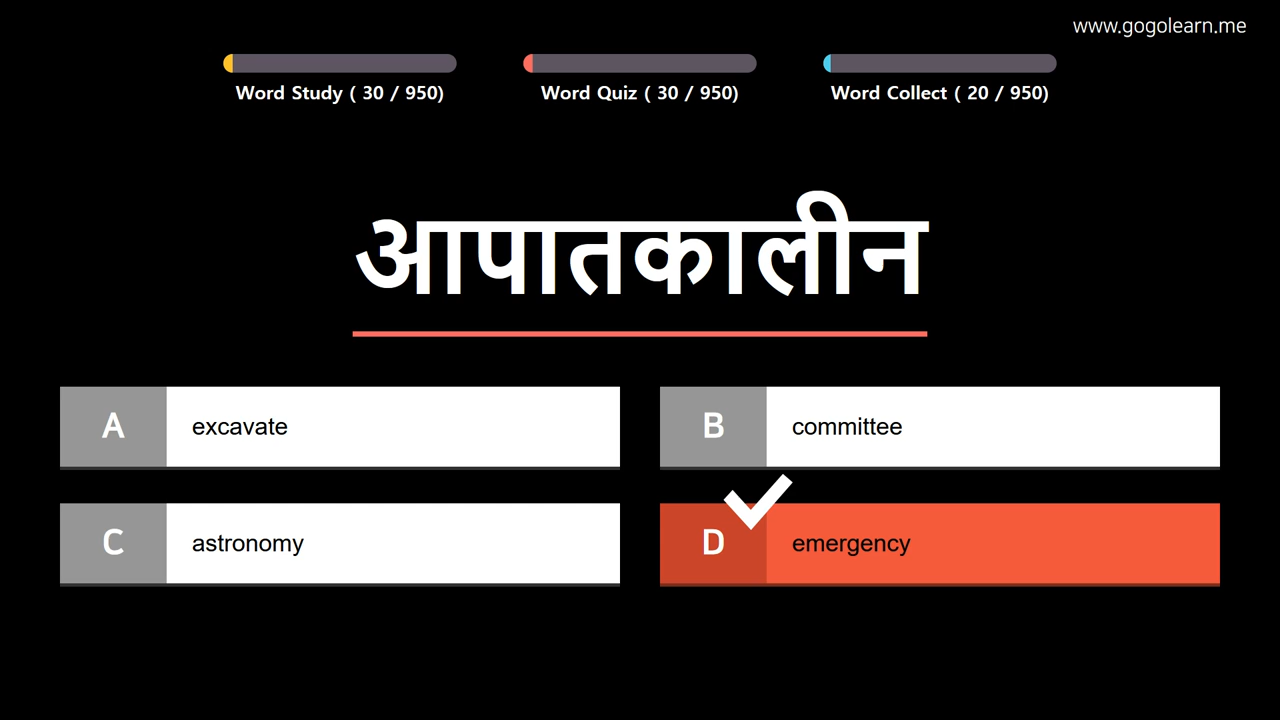 www.gogolearn.me
Word Study ( 30 / 950)
Word Quiz ( 30 / 950)
Word Collect ( 20 / 950)
आपातकालीन
A excavate
B committee
C astronomy
D emergency